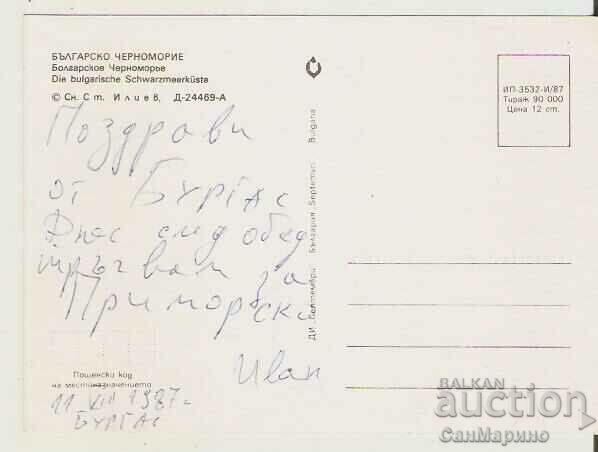 БЪЛГАРСКО ЧЕРНОМОРИЕ
Болгарское Черноморье
Die bulgarische Schwarzmeerküste
© Сн. Ст. Илиев, Д-24469-А
ИП-3532-И/87
Тираж 90 000
Цена 12 ст.
Поздрави
от Бургас
Днес след обед
тръгвам за
Приморско
Иван
ДИ „Септември" България Septemvri Bulgaria
Пощенски код
на местоназначението
11 VIII 1987 г
Бургас
BALKAN
auction
СанМарино